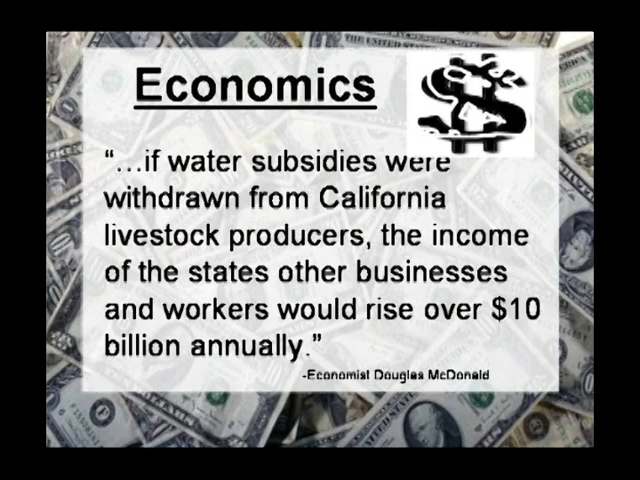 Economics
“...if water subsidies were
withdrawn from California
livestock producers, the income
of the states other businesses
and workers would rise over $10
billion annually.”
-Economist Douglas McDonald